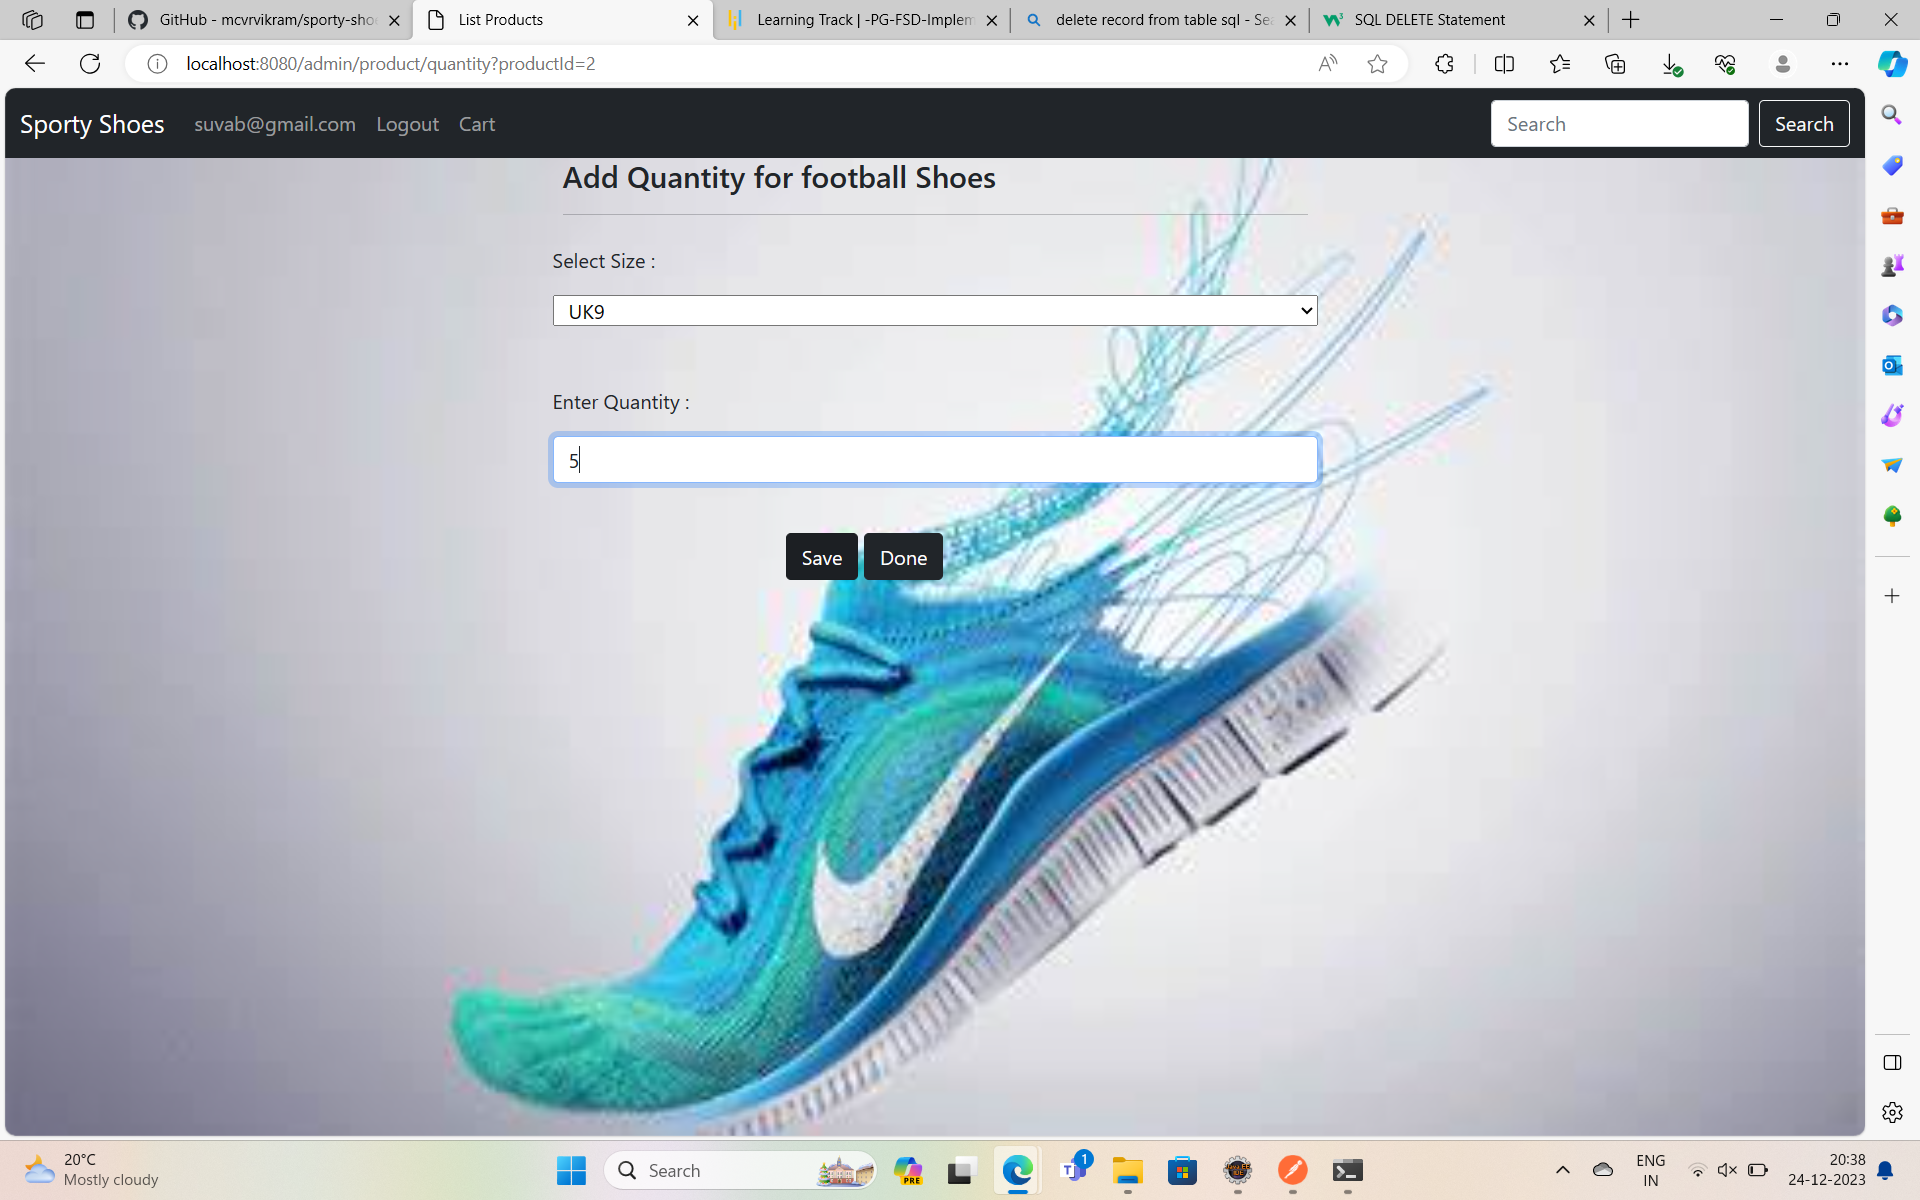 GitHub - mcvrvikram/sporty-sho
List Products
Learning Track | -PG-FSD-Implem
delete record from table sql - Sea
SQL DELETE Statement
localhost:8080/admin/product/quantity?productId=2
Sporty Shoes
suvab@gmail.com
Logout
Cart
Search
Search
Add Quantity for football Shoes
Select Size :
UK9
Enter Quantity :
5
Save
Done
20°C
Mostly cloudy
Search
PRE
1
ENG
IN
20:38
24-12-2023